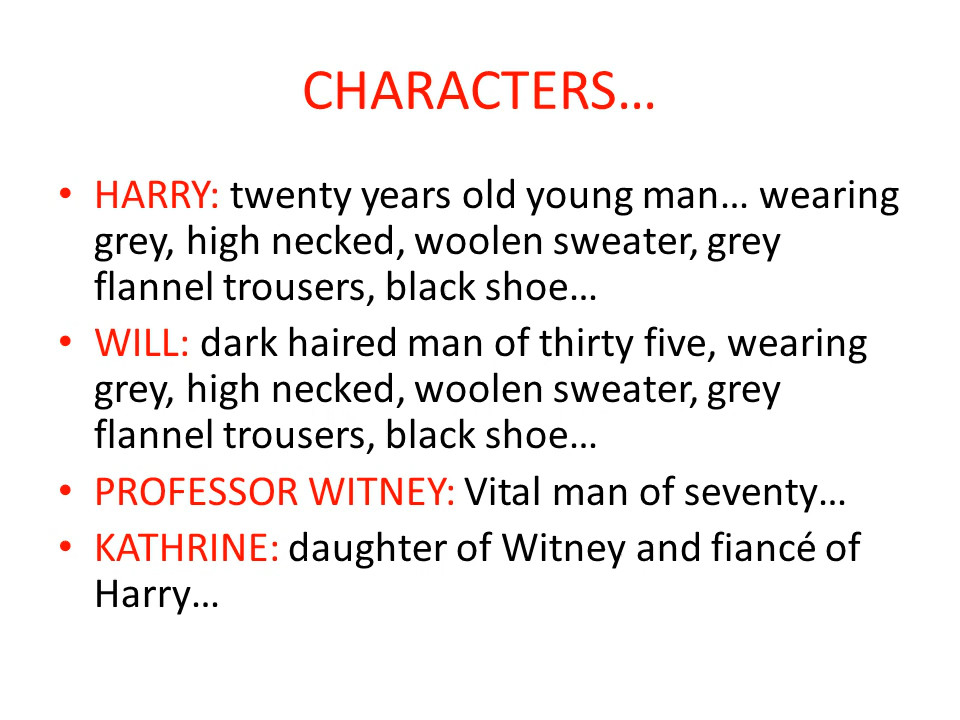 CHARACTERS…
• HARRY: twenty years old young man… wearing
grey, high necked, woolen sweater, grey
flannel trousers, black shoe…
• WILL: dark haired man of thirty five, wearing
grey, high necked, woolen sweater, grey
flannel trousers, black shoe…
• PROFESSOR WITNEY: Vital man of seventy…
• KATHRINE: daughter of Witney and fiancé of
Harry…